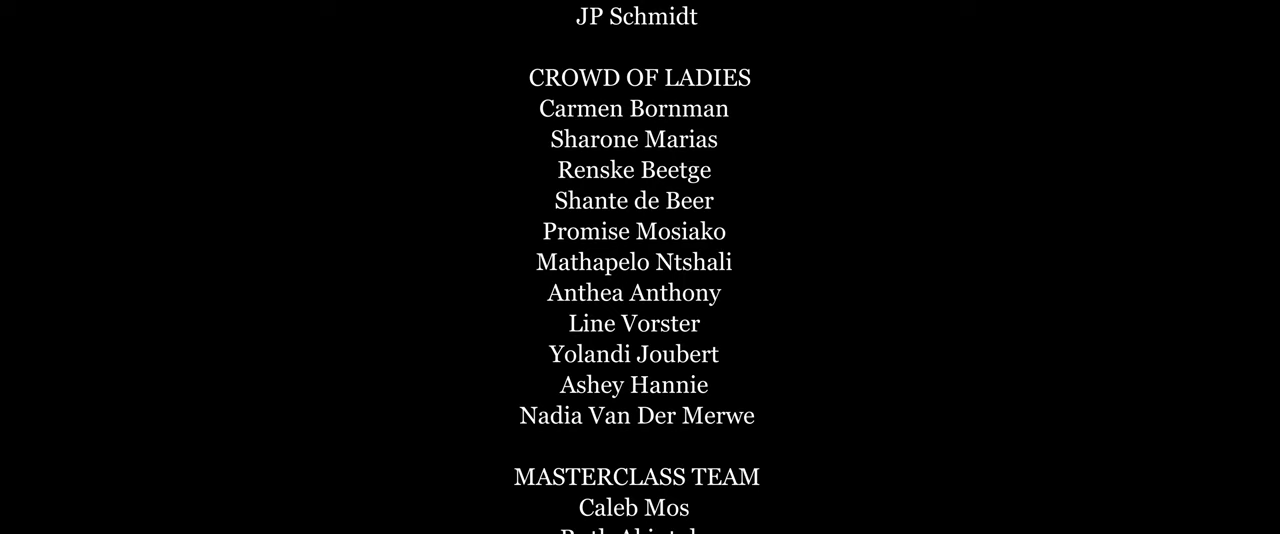 JP Schmidt
CROWD OF LADIES
Carmen Bornman
Sharone Marias
Renske Beetge
Shante de Beer
Promise Mosiako
Mathapelo Ntshali
Anthea Anthony
Line Vorster
Yolandi Joubert
Ashey Hannie
Nadia Van Der Merwe
MASTERCLASS TEAM
Caleb Mos